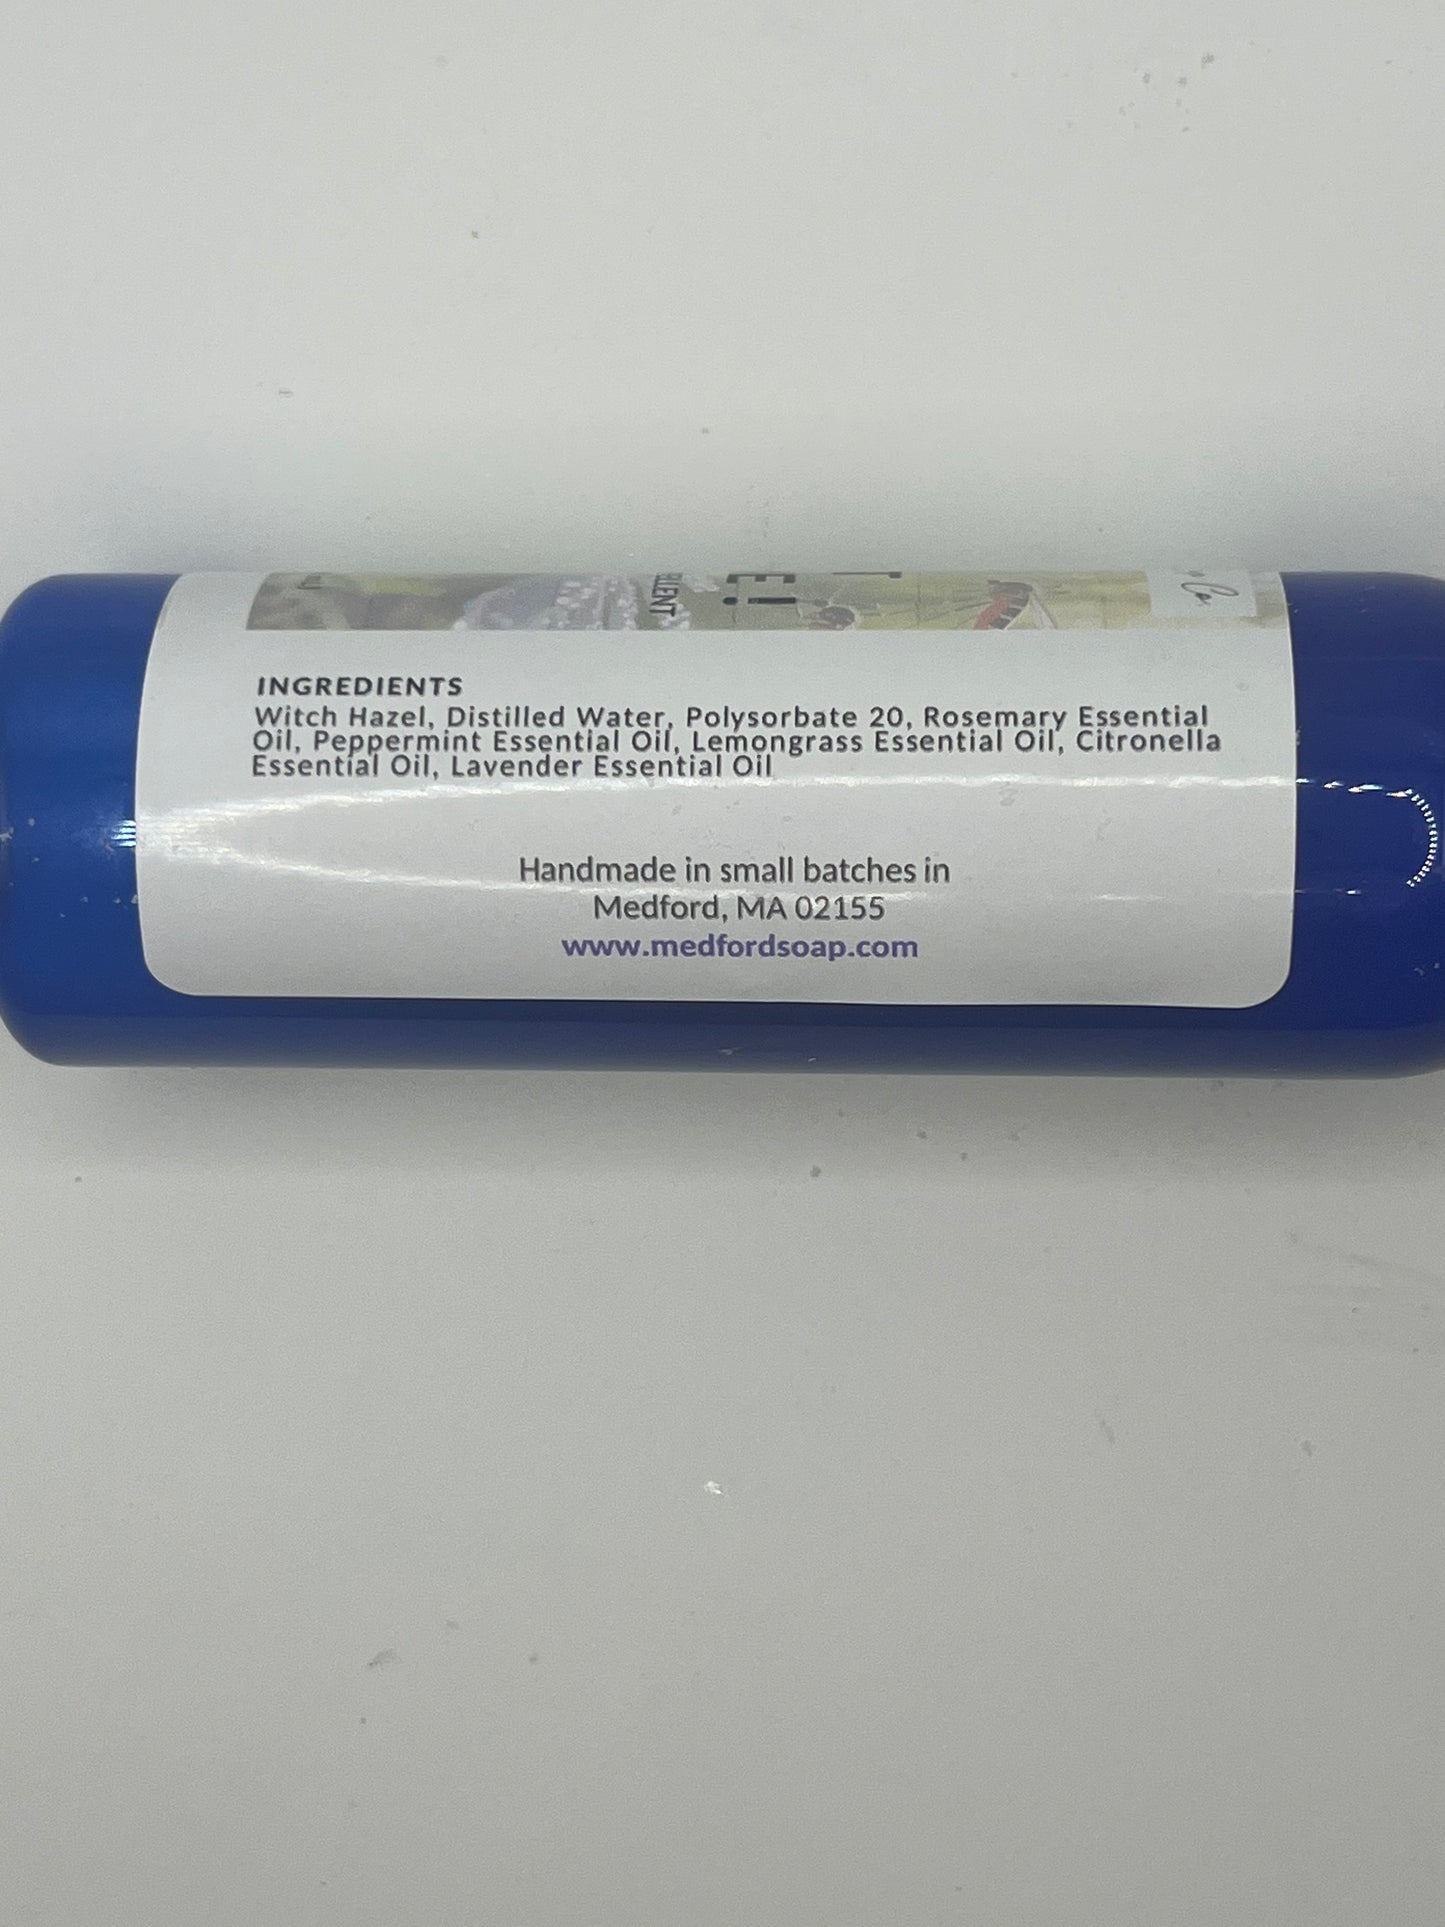 ELLENT
E!
INGREDIENTS
Witch Hazel, Distilled Water, Polysorbate 20, Rosemary Essential
Oil, Peppermint Essential Oil, Lemongrass Essential Oil, Citronella
Essential Oil, Lavender Essential Oil
Handmade in small batches in
Medford, MA 02155
www.medfordsoap.com